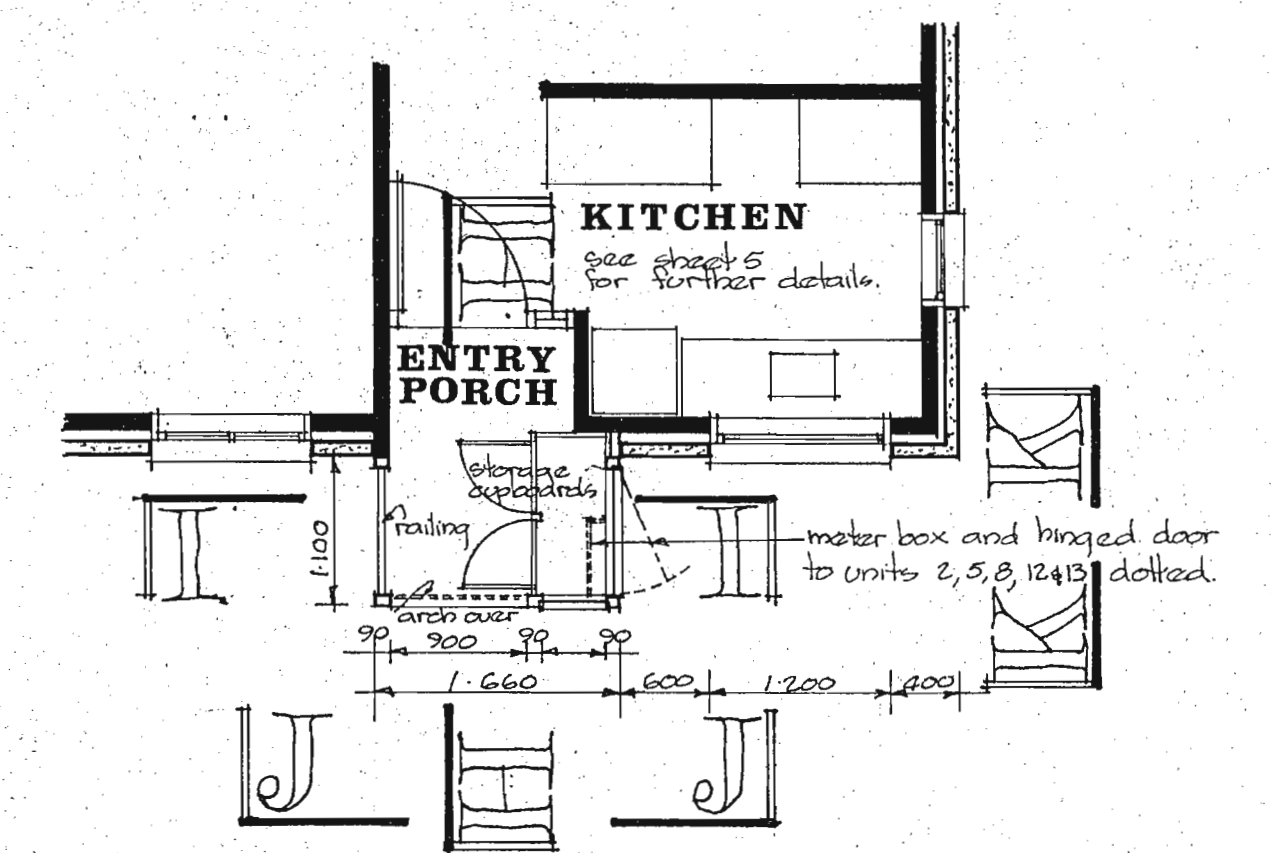 KITCHEN
see sheet 5
for further details.
ENTRY
PORCH
storage
cupboards
railing
1·100
I
I
meter box and hinged door
to units 2, 5, 8, 12 & 13 dotted.
arch over
90
900
90
90
1·660
600
1·200
400
J
J